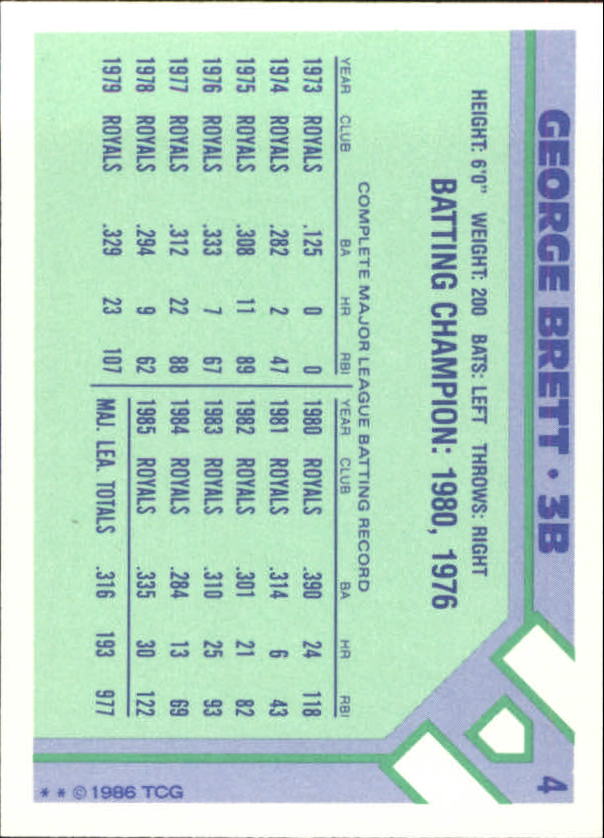 GEORGE BRETT • 3B
4
HEIGHT: 6'0" WEIGHT: 200 BATS: LEFT THROWS: RIGHT
BATTING CHAMPION: 1980, 1976
COMPLETE MAJOR LEAGUE BATTING RECORD
YEAR CLUB BA HR RBI
1973 ROYALS .125 0 0
1974 ROYALS .282 2 47
1975 ROYALS .308 11 89
1976 ROYALS .333 7 67
1977 ROYALS .312 22 88
1978 ROYALS .294 9 62
1979 ROYALS .329 23 107
YEAR CLUB BA HR RBI
1980 ROYALS .390 24 118
1981 ROYALS .314 6 43
1982 ROYALS .301 21 82
1983 ROYALS .310 25 93
1984 ROYALS .284 13 69
1985 ROYALS .335 30 122
MAJ. LEA. TOTALS .316 193 977
* * © 1986 TCG